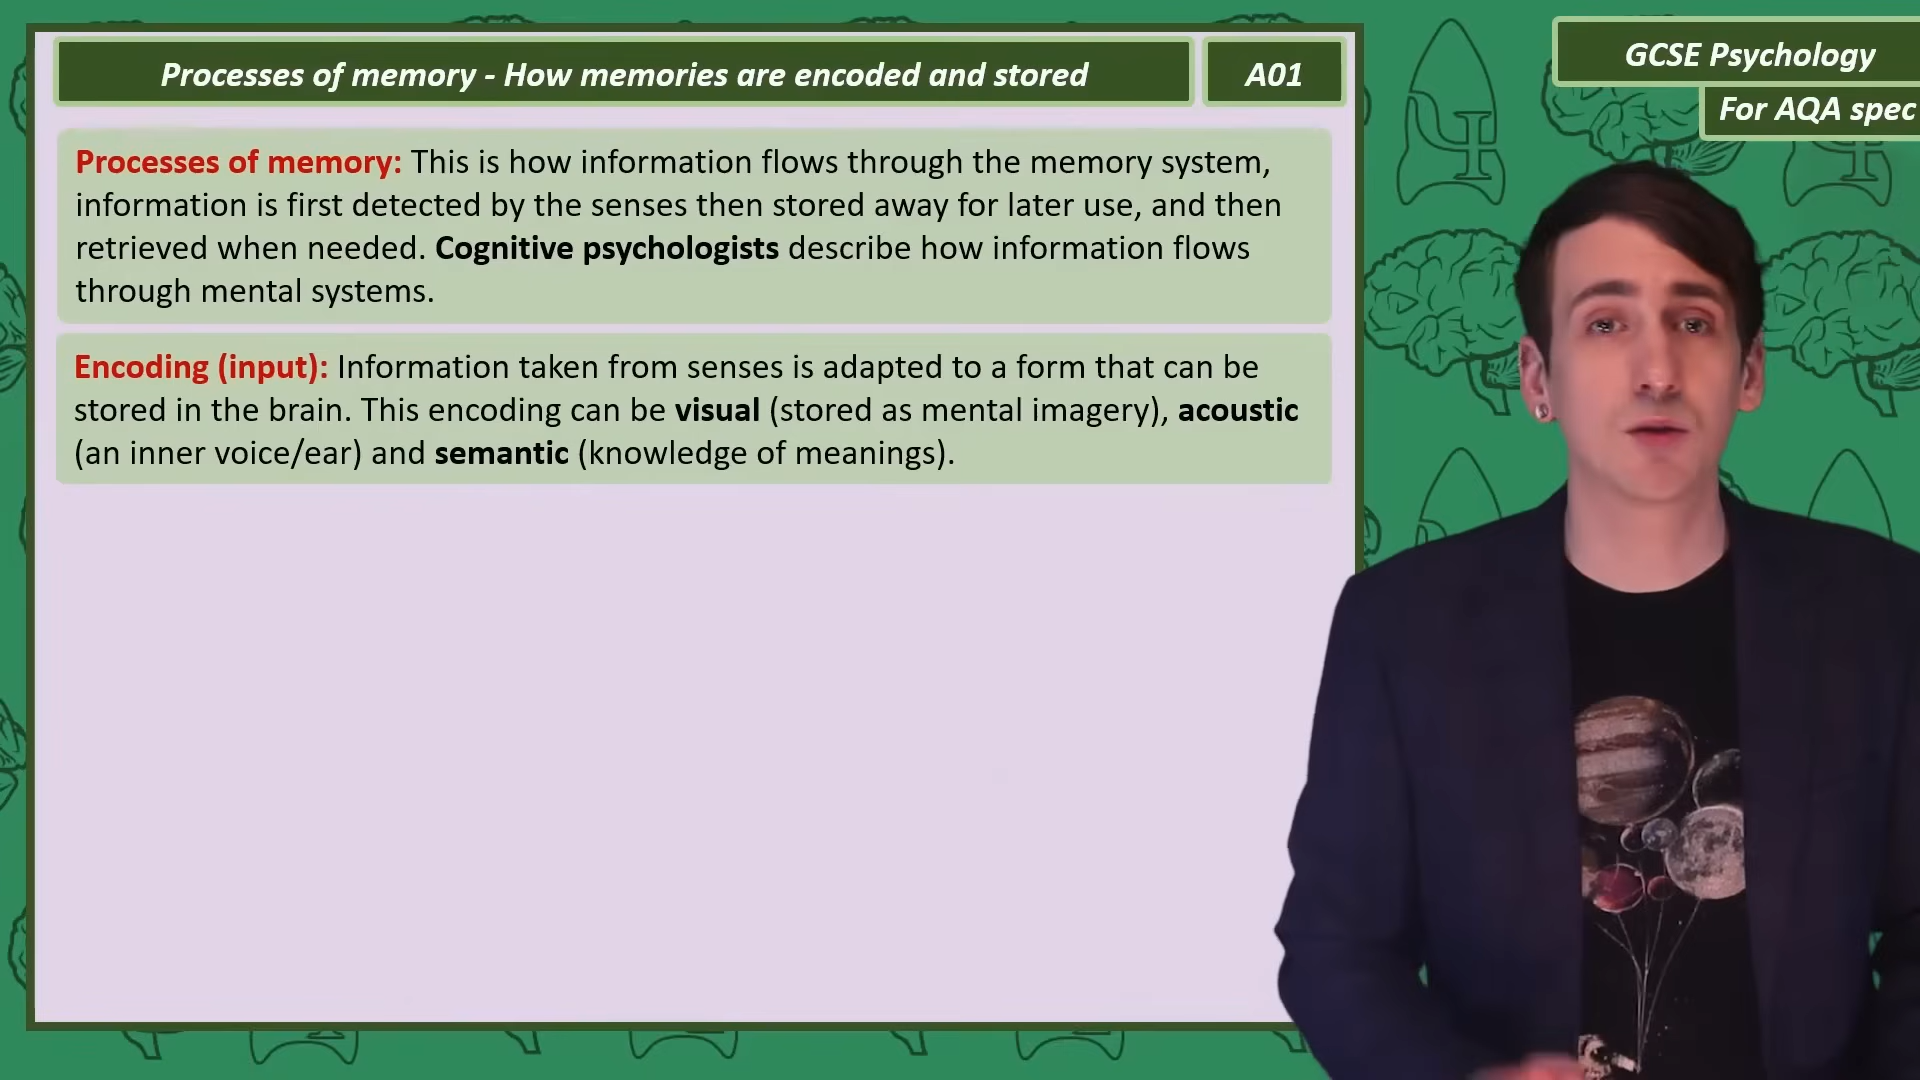 Processes of memory - How memories are encoded and stored
A01
GCSE Psychology
For AQA spec
Processes of memory: This is how information flows through the memory system,
information is first detected by the senses then stored away for later use, and then
retrieved when needed. Cognitive psychologists describe how information flows
through mental systems.
Encoding (input): Information taken from senses is adapted to a form that can be
stored in the brain. This encoding can be visual (stored as mental imagery), acoustic
(an inner voice/ear) and semantic (knowledge of meanings).